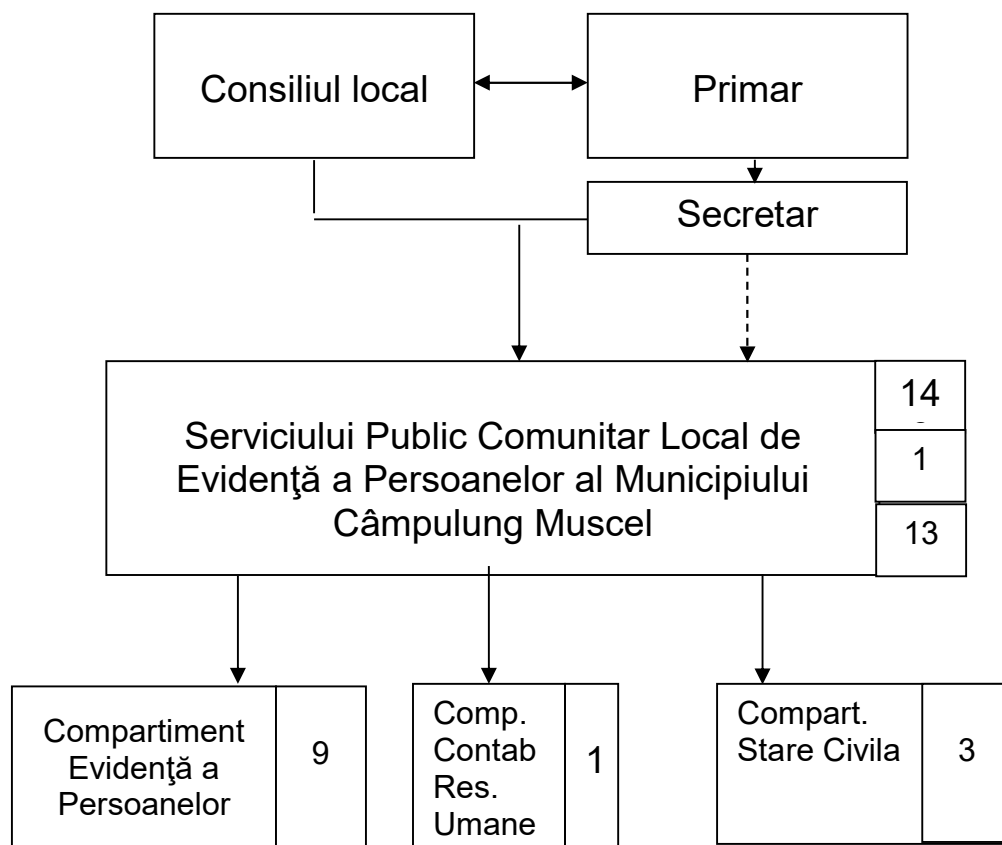 Consiliul local
Primar
Secretar
Serviciului Public Comunitar Local de
Evidenţă a Persoanelor al Municipiului
Câmpulung Muscel
14
1
13
Compartiment
Evidenţă a
Persoanelor
9
Comp.
Contab
Res.
Umane
1
Compart.
Stare Civila
3